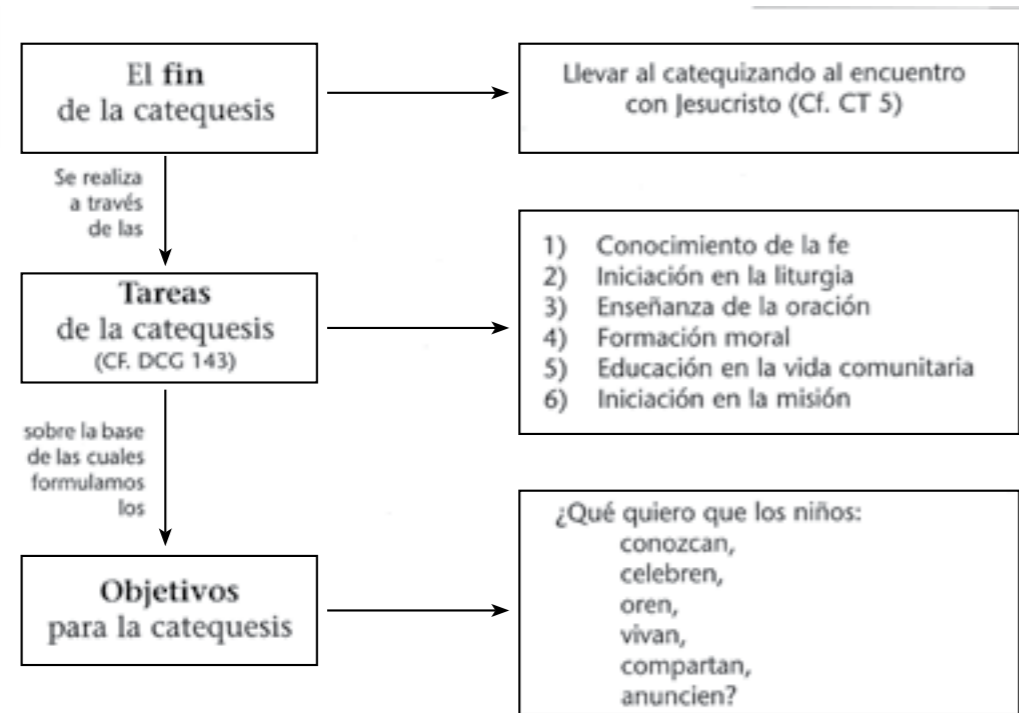 El fin
de la catequesis
Llevar al catequizando al encuentro
con Jesucristo (Cf. CT 5)
Se realiza
a través
de las
Tareas
de la catequesis
(CF. DCG 143)
1) Conocimiento de la fe
2) Iniciación en la liturgia
3) Enseñanza de la oración
4) Formación moral
5) Educación en la vida comunitaria
6) Iniciación en la misión
sobre la base
de las cuales
formulamos
los
Objetivos
para la catequesis
¿Qué quiero que los niños:
conozcan,
celebren,
oren,
vivan,
compartan,
anuncien?